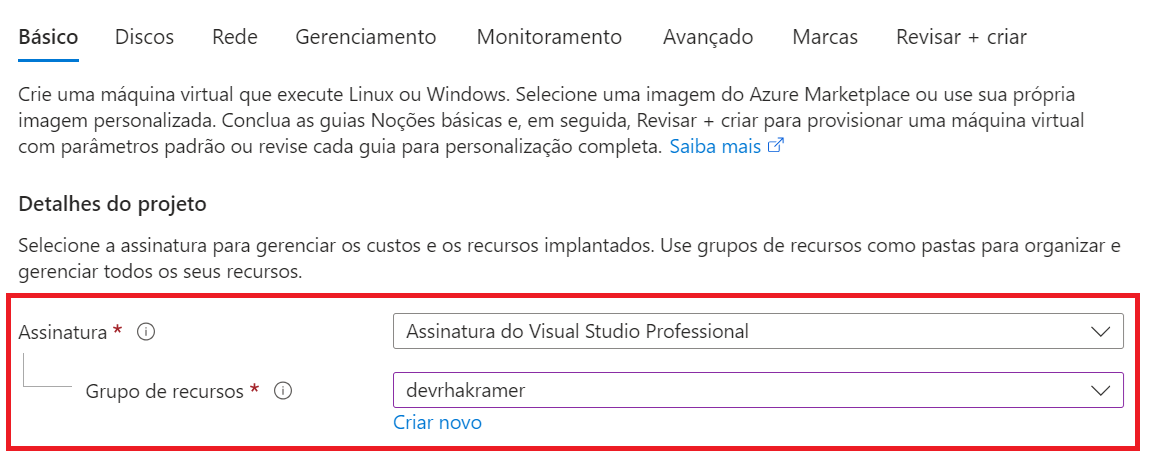 Básico Discos Rede Gerenciamento Monitoramento Avançado Marcas Revisar + criar
Crie uma máquina virtual que execute Linux ou Windows. Selecione uma imagem do Azure Marketplace ou use sua própria
imagem personalizada. Conclua as guias Noções básicas e, em seguida, Revisar + criar para provisionar uma máquina virtual
com parâmetros padrão ou revise cada guia para personalização completa. Saiba mais
Detalhes do projeto
Selecione a assinatura para gerenciar os custos e os recursos implantados. Use grupos de recursos como pastas para organizar e
gerenciar todos os seus recursos.
Assinatura * Assinatura do Visual Studio Professional
Grupo de recursos * devrhakramer
Criar novo